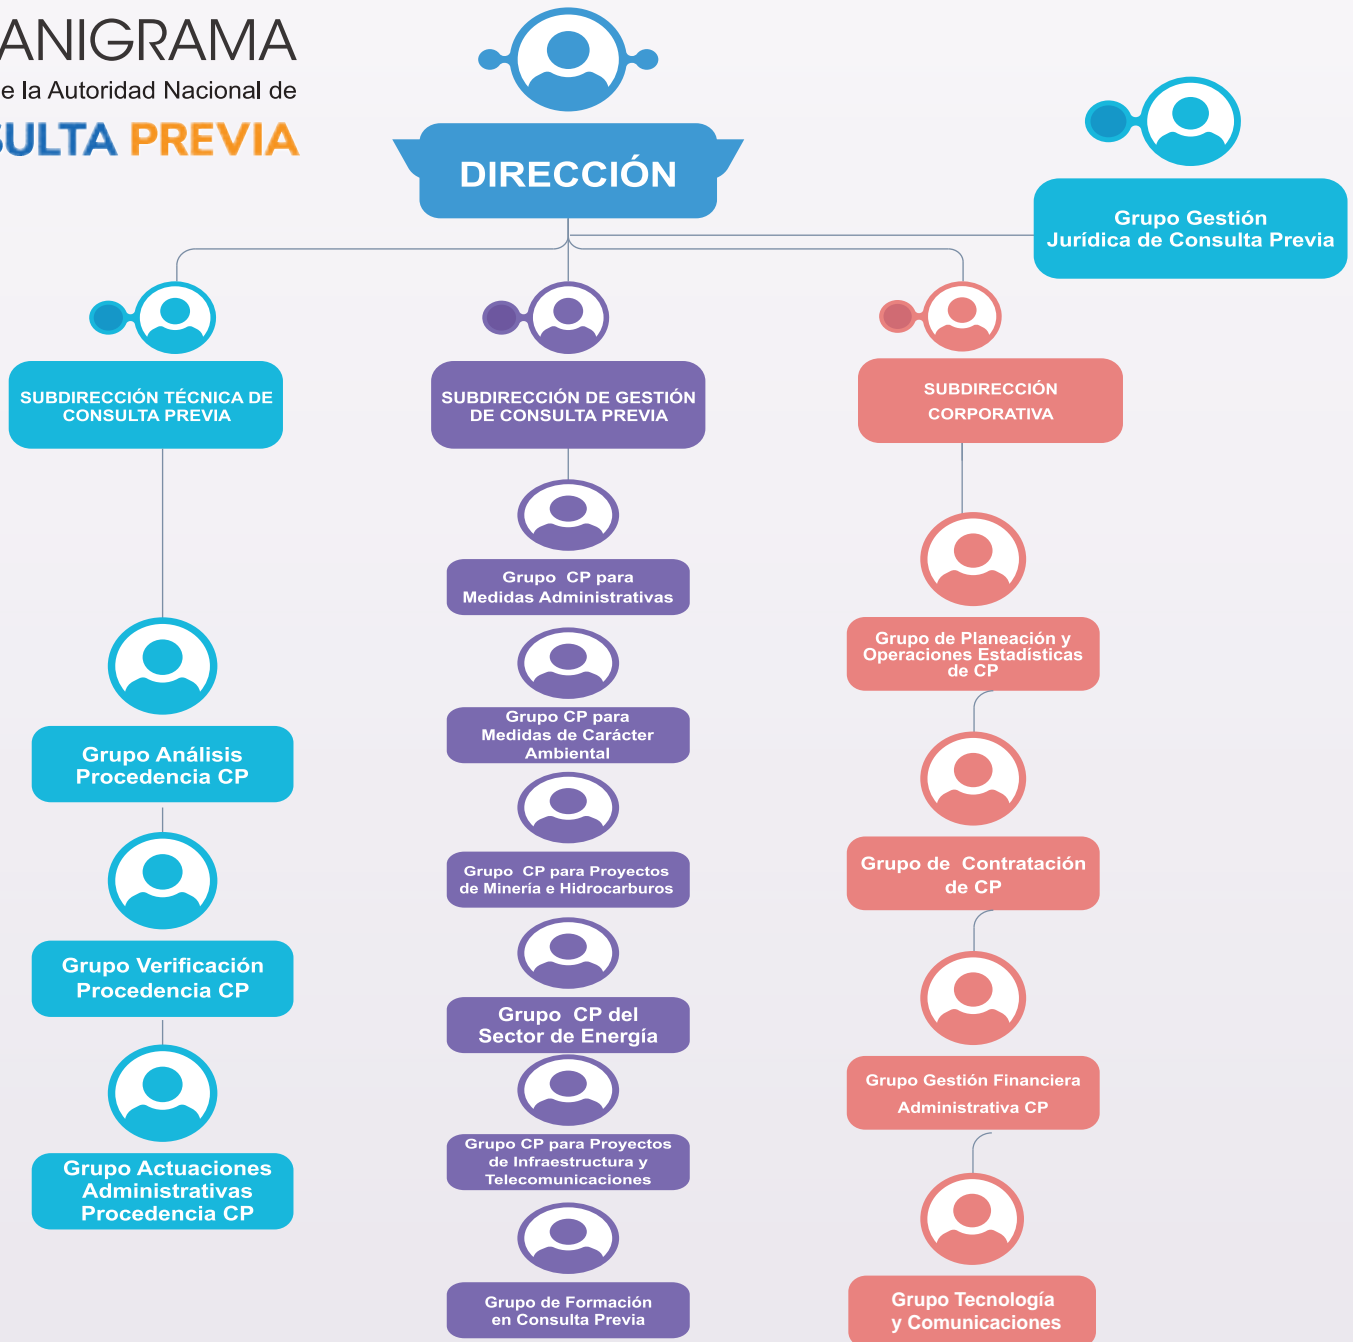 ANIGRAMA
e la Autoridad Nacional de
SULTA PREVIA
DIRECCIÓN
Grupo Gestión
Jurídica de Consulta Previa
SUBDIRECCIÓN TÉCNICA DE
CONSULTA PREVIA
Grupo Análisis
Procedencia CP
Grupo Verificación
Procedencia CP
Grupo Actuaciones
Administrativas
Procedencia CP
SUBDIRECCIÓN DE GESTIÓN
DE CONSULTA PREVIA
Grupo CP para
Medidas Administrativas
Grupo CP para
Medidas de Carácter
Ambiental
Grupo CP para Proyectos
de Minería e Hidrocarburos
Grupo CP del
Sector de Energía
Grupo CP para Proyectos
de Infraestructura y
Telecomunicaciones
Grupo de Formación
en Consulta Previa
SUBDIRECCIÓN
CORPORATIVA
Grupo de Planeación y
Operaciones Estadísticas
de CP
Grupo de Contratación
de CP
Grupo Gestión Financiera
Administrativa CP
Grupo Tecnología
y Comunicaciones